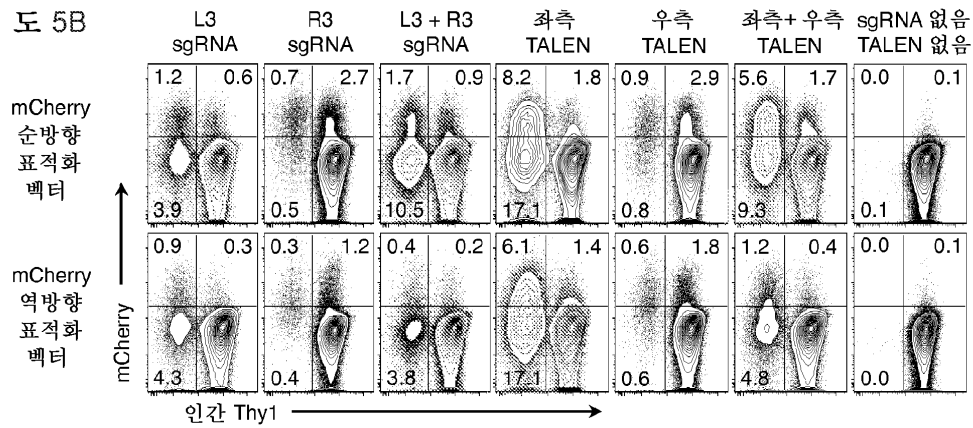 도 5B
L3
sgRNA
R3
sgRNA
L3 + R3
sgRNA
좌측
TALEN
우측
TALEN
좌측+ 우측
TALEN
sgRNA 없음
TALEN 없음
mCherry
순방향
표적화
벡터
1.2 0.6
3.9
0.7 2.7
0.5
1.7 0.9
10.5
8.2 1.8
17.1
0.9 2.9
0.8
5.6 1.7
9.3
0.0 0.1
0.1
mCherry
역방향
표적화
벡터
0.9 0.3
4.3
0.3 1.2
0.4
0.4 0.2
3.8
6.1 1.4
17.1
0.6 1.8
0.6
1.2 0.4
4.8
0.0 0.1
0.0
mCherry
인간 Thy1